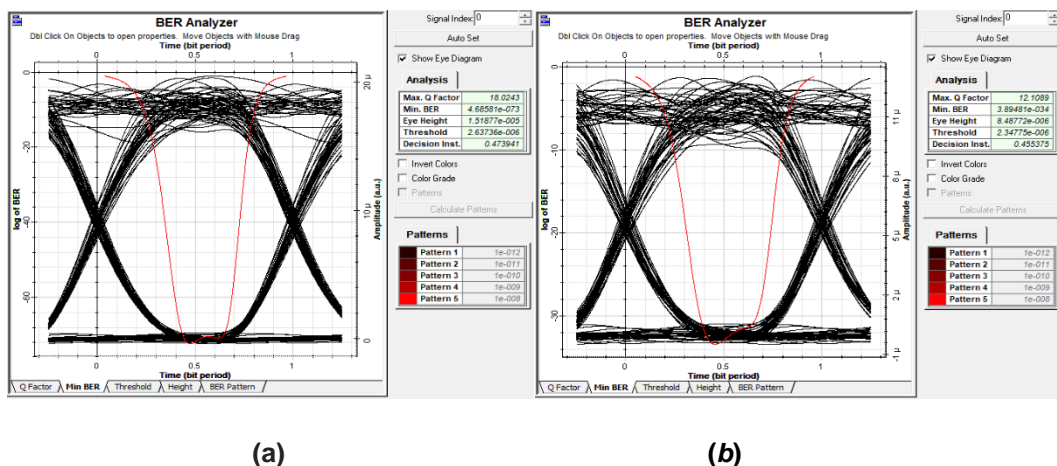 BER Analyzer
Dbl Click On Objects to open properties. Move Objects with Mouse Drag
Time (bit period)
0 0.5 1
0
-20
-40
-60
log of BER
20 µ
10 µ
0
Amplitude (a.u.)
0 0.5 1
Time (bit period)
Q Factor Min BER Threshold Height BER Pattern
Signal Index: 0
Auto Set
Show Eye Diagram
Analysis
Max. Q Factor 18.0243
Min. BER 4.68581e-073
Eye Height 1.51877e-005
Threshold 2.63736e-006
Decision Inst. 0.473941
Invert Colors
Color Grade
Patterns
Calculate Patterns
Patterns
Pattern 1 1e-012
Pattern 2 1e-011
Pattern 3 1e-010
Pattern 4 1e-009
Pattern 5 1e-008
(a)
BER Analyzer
Dbl Click On Objects to open properties. Move Objects with Mouse Drag
Time (bit period)
0 0.5 1
0
-10
-20
-30
log of BER
11 µ
8 µ
5 µ
2 µ
-1 µ
Amplitude (a.u.)
0 0.5 1
Time (bit period)
Q Factor Min BER Threshold Height BER Pattern
Signal Index: 0
Auto Set
Show Eye Diagram
Analysis
Max. Q Factor 12.1089
Min. BER 3.89481e-034
Eye Height 8.48772e-006
Threshold 2.34775e-006
Decision Inst. 0.455375
Invert Colors
Color Grade
Patterns
Calculate Patterns
Patterns
Pattern 1 1e-012
Pattern 2 1e-011
Pattern 3 1e-010
Pattern 4 1e-009
Pattern 5 1e-008
(b)